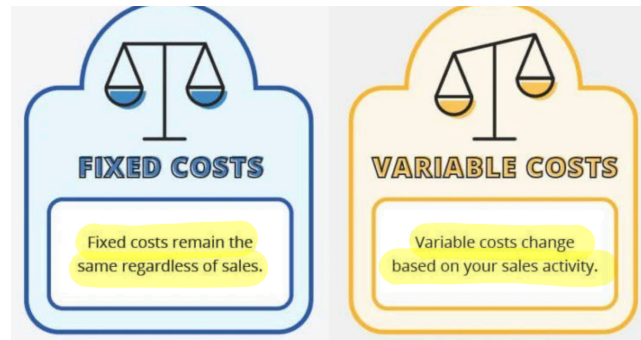 FIXED COSTS
Fixed costs remain the
same regardless of sales.
VARIABLE COSTS
Variable costs change
based on your sales activity.